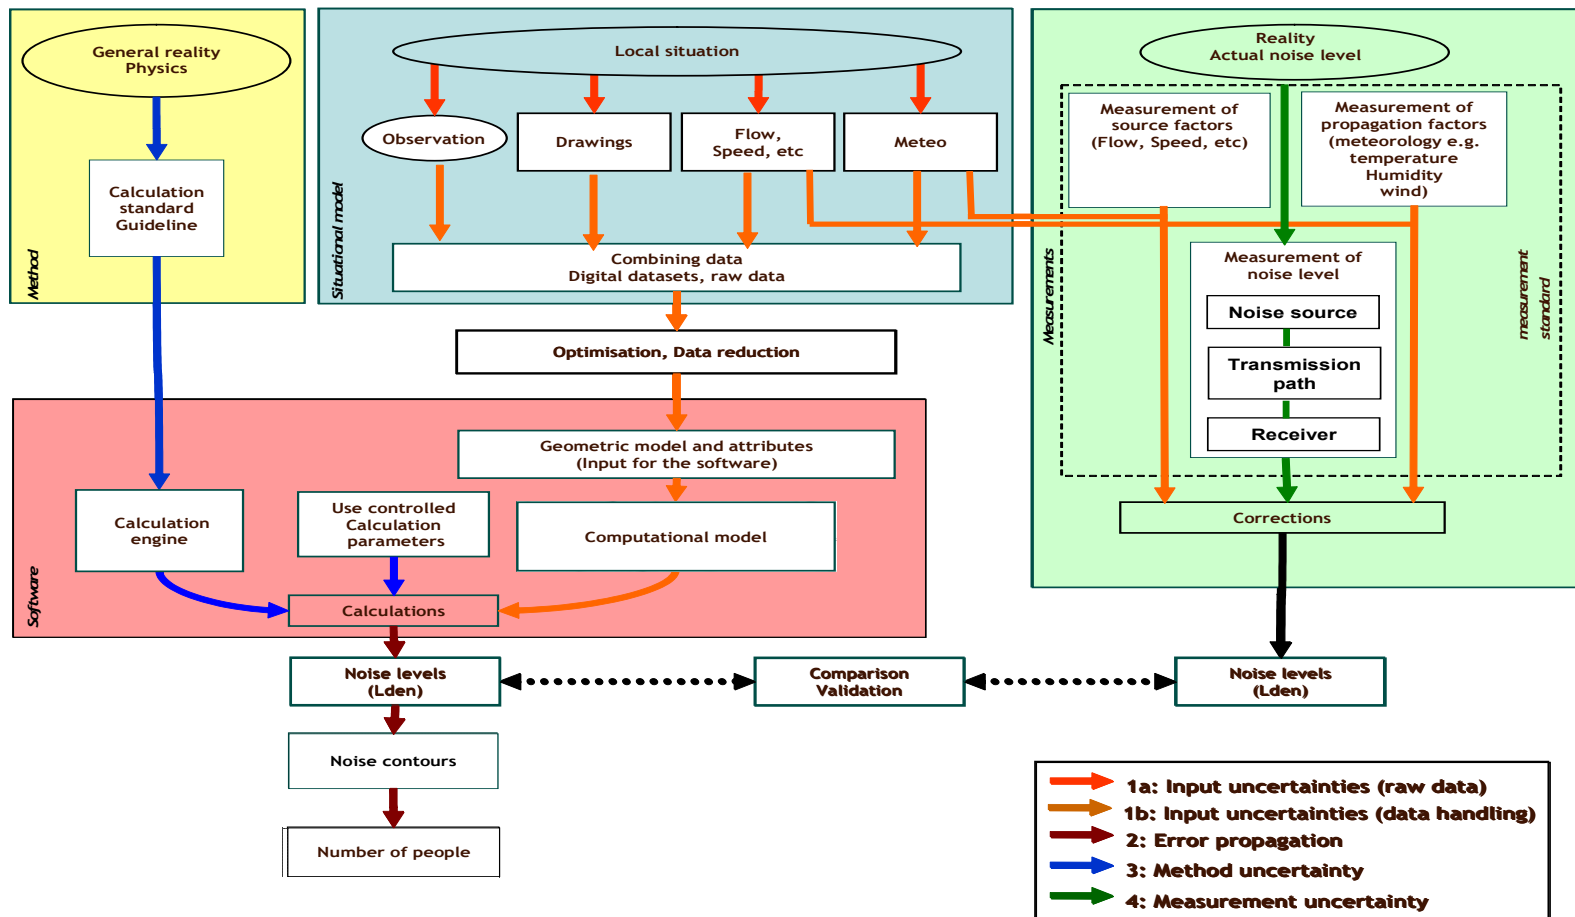 General reality
Physics
Calculation
standard
Guideline
Method
Local situation
Observation
Drawings
Flow,
Speed, etc
Meteo
Situational model
Combining data
Digital datasets, raw data
Optimisation, Data reduction
Reality
Actual noise level
Measurement of
source factors
(Flow, Speed, etc)
Measurement of
propagation factors
(meteorology e.g.
temperature
Humidity
wind)
Measurements
measurement
standard
Measurement of
noise level
Noise source
Transmission
path
Receiver
Corrections
Geometric model and attributes
(Input for the software)
Calculation
engine
Use controlled
Calculation
parameters
Computational model
Software
Calculations
Noise levels
(Lden)
Comparison
Validation
Noise levels
(Lden)
Noise contours
Number of people
1a: Input uncertainties (raw data)
1b: Input uncertainties (data handling)
2: Error propagation
3: Method uncertainty
4: Measurement uncertainty